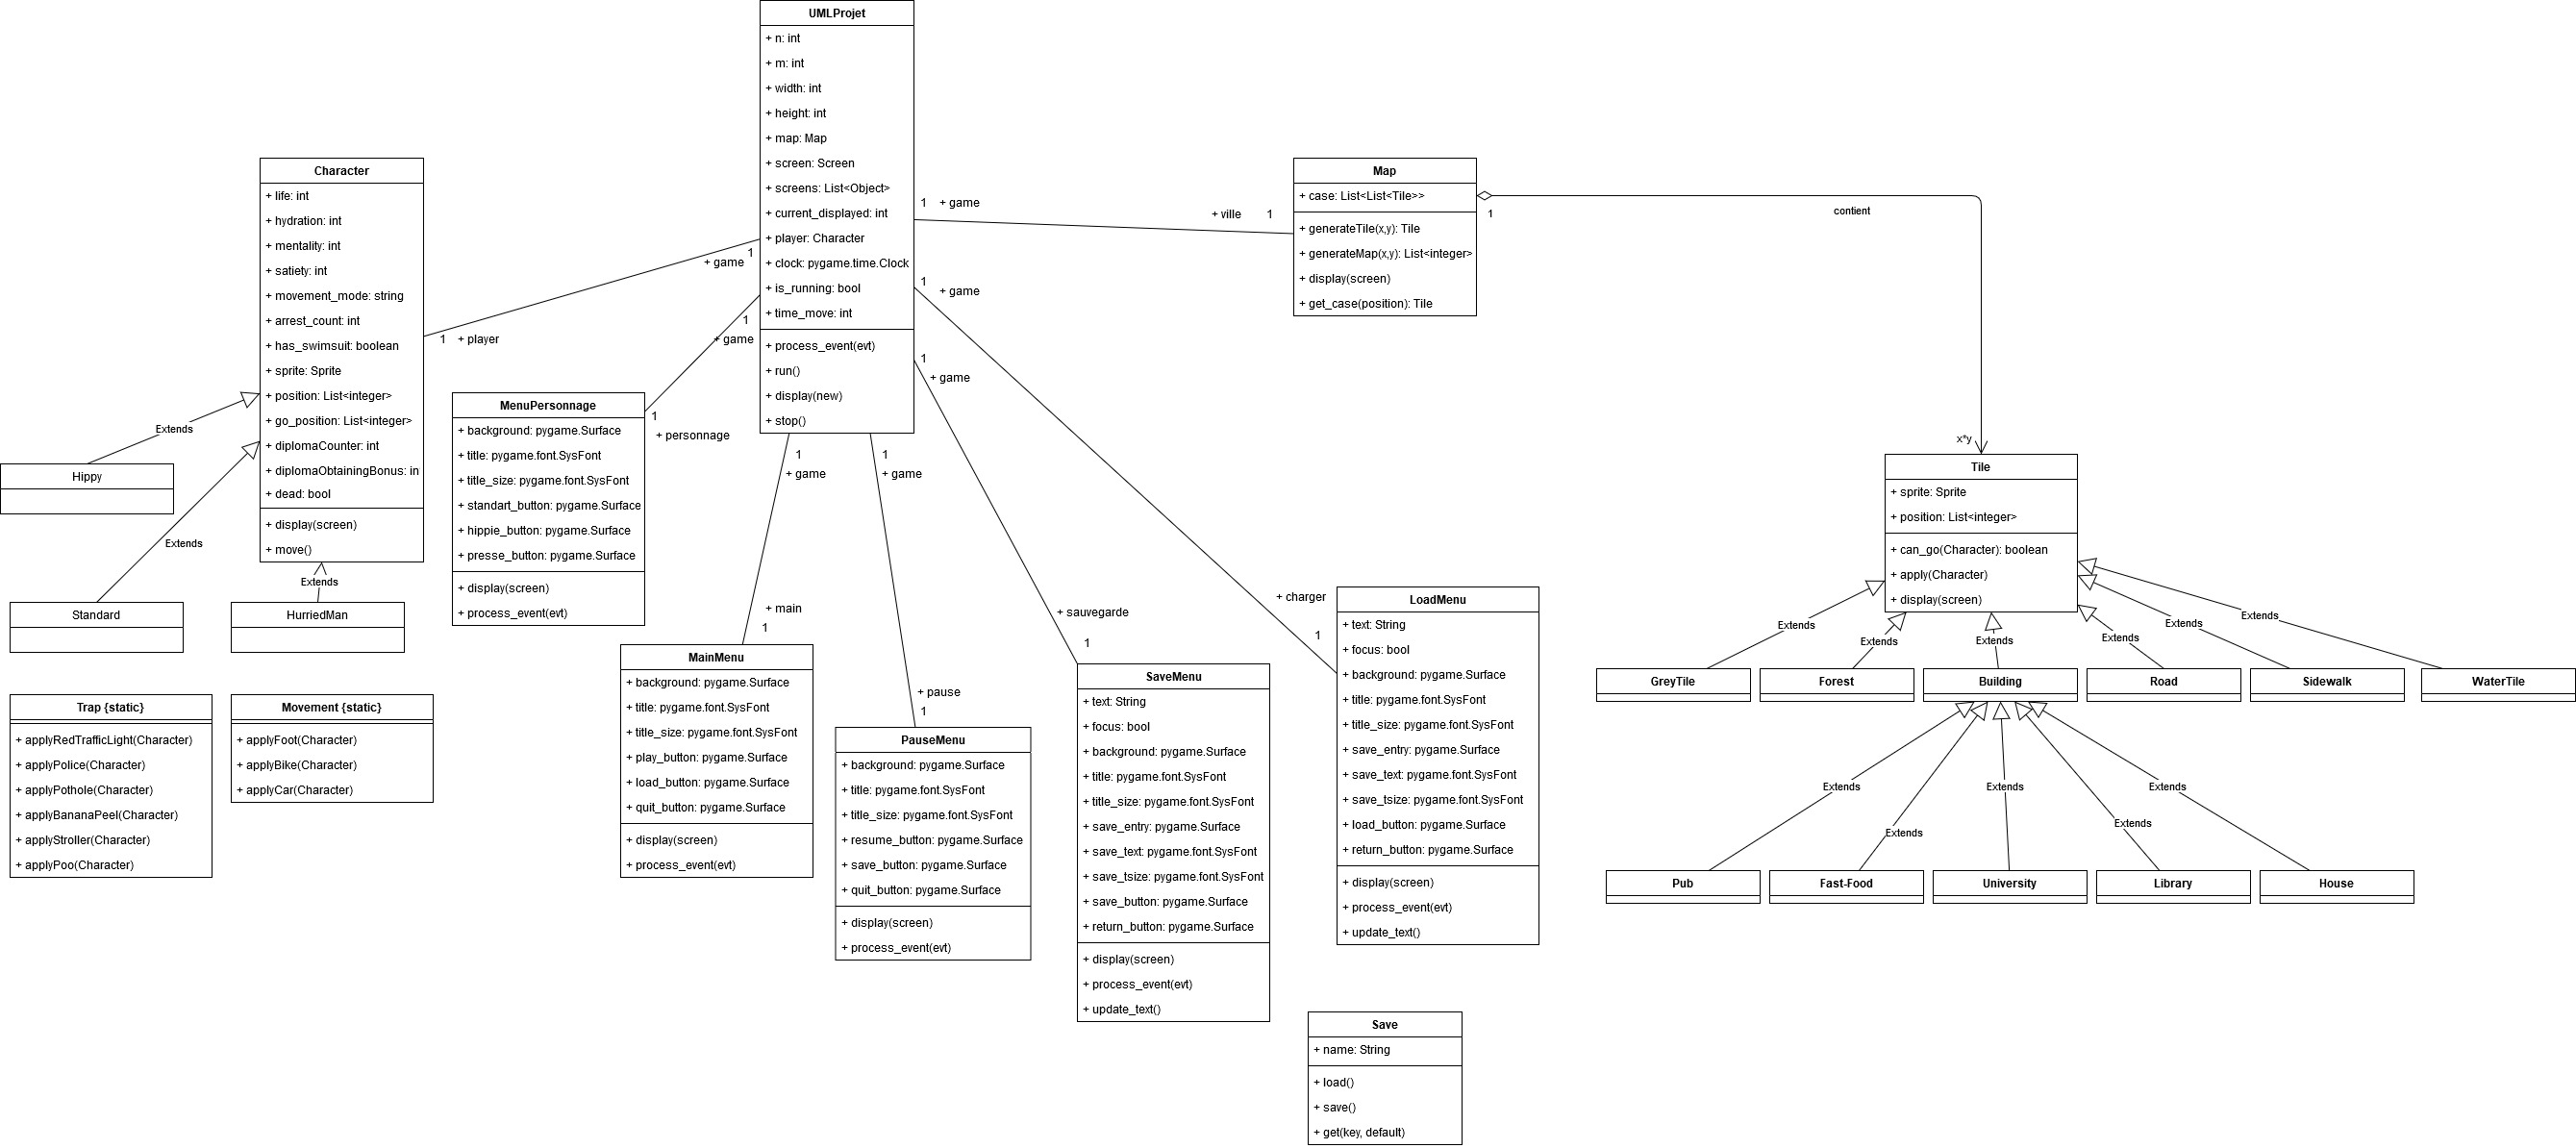 UMLProjet
+ n: int
+ m: int
+ width: int
+ height: int
+ map: Map
+ screen: Screen
+ screens: List<Object>
+ current_displayed: int
+ player: Character
+ clock: pygame.time.Clock
+ is_running: bool
+ time_move: int
+ process_event(evt)
+ run()
+ display(new)
+ stop()
Character
+ life: int
+ hydration: int
+ mentality: int
+ satiety: int
+ movement_mode: string
+ arrest_count: int
+ has_swimsuit: boolean
+ sprite: Sprite
+ position: List<integer>
+ go_position: List<integer>
+ diplomaCounter: int
+ diplomaObtainingBonus: in
+ dead: bool
+ display(screen)
+ move()
1
+ game
1 + player
1
+ game
1
+ personnage
1
+ game
+ main
1
1
+ game
+ pause
1
1
+ game
+ sauvegarde
1
1
+ game
+ charger
1
1 + game
+ ville 1
Map
+ case: List<List<Tile>>
+ generateTile(x,y): Tile
+ generateMap(x,y): List<integer>
+ display(screen)
+ get_case(position): Tile
1
contient
x*y
Extends
Hippy
Extends
Standard
Extends
HurriedMan
Trap {static}
+ applyRedTrafficLight(Character)
+ applyPolice(Character)
+ applyPothole(Character)
+ applyBananaPeel(Character)
+ applyStroller(Character)
+ applyPoo(Character)
Movement {static}
+ applyFoot(Character)
+ applyBike(Character)
+ applyCar(Character)
MenuPersonnage
+ background: pygame.Surface
+ title: pygame.font.SysFont
+ title_size: pygame.font.SysFont
+ standart_button: pygame.Surface
+ hippie_button: pygame.Surface
+ presse_button: pygame.Surface
+ display(screen)
+ process_event(evt)
MainMenu
+ background: pygame.Surface
+ title: pygame.font.SysFont
+ title_size: pygame.font.SysFont
+ play_button: pygame.Surface
+ load_button: pygame.Surface
+ quit_button: pygame.Surface
+ display(screen)
+ process_event(evt)
PauseMenu
+ background: pygame.Surface
+ title: pygame.font.SysFont
+ title_size: pygame.font.SysFont
+ resume_button: pygame.Surface
+ save_button: pygame.Surface
+ quit_button: pygame.Surface
+ display(screen)
+ process_event(evt)
SaveMenu
+ text: String
+ focus: bool
+ background: pygame.Surface
+ title: pygame.font.SysFont
+ title_size: pygame.font.SysFont
+ save_entry: pygame.Surface
+ save_text: pygame.font.SysFont
+ save_tsize: pygame.font.SysFont
+ save_button: pygame.Surface
+ return_button: pygame.Surface
+ display(screen)
+ process_event(evt)
+ update_text()
LoadMenu
+ text: String
+ focus: bool
+ background: pygame.Surface
+ title: pygame.font.SysFont
+ title_size: pygame.font.SysFont
+ save_entry: pygame.Surface
+ save_text: pygame.font.SysFont
+ save_tsize: pygame.font.SysFont
+ load_button: pygame.Surface
+ return_button: pygame.Surface
+ display(screen)
+ process_event(evt)
+ update_text()
Save
+ name: String
+ load()
+ save()
+ get(key, default)
Tile
+ sprite: Sprite
+ position: List<integer>
+ can_go(Character): boolean
+ apply(Character)
+ display(screen)
Extends
Extends
Extends
Extends
Extends
Extends
GreyTile
Forest
Building
Road
Sidewalk
WaterTile
Extends
Extends
Extends
Extends
Extends
Pub
Fast-Food
University
Library
House